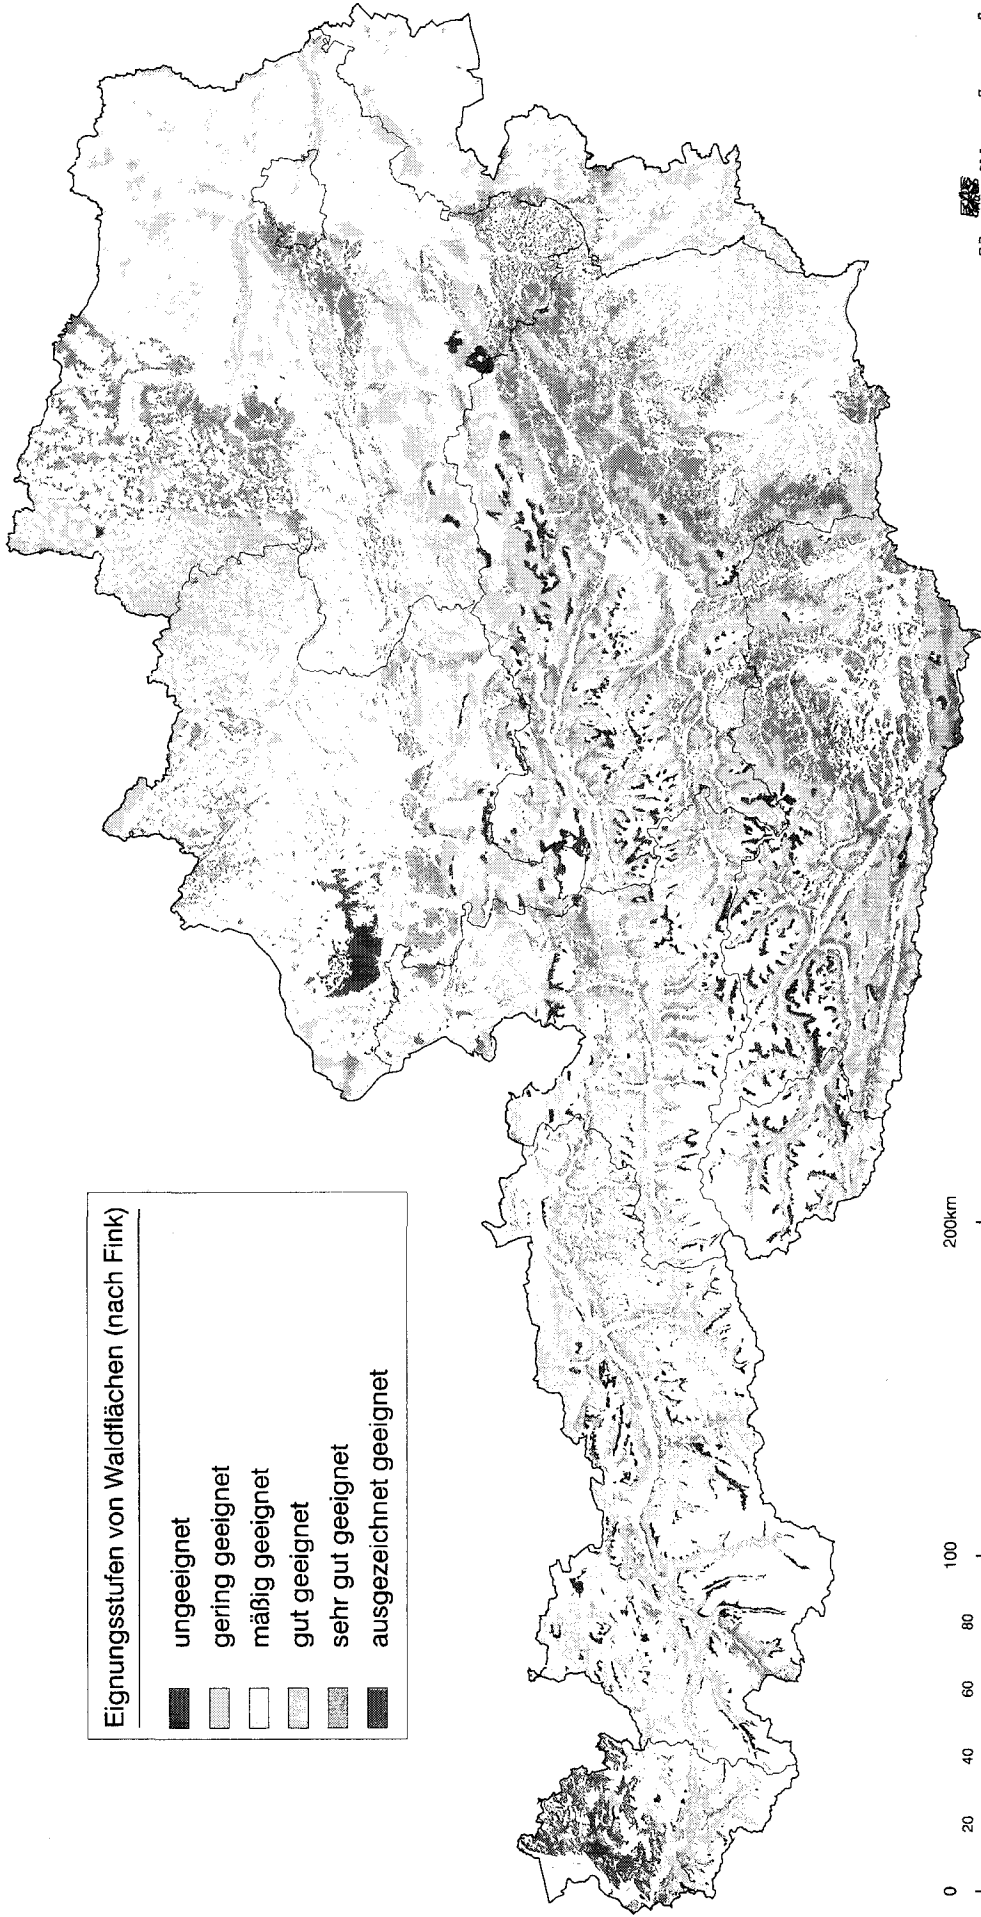 Eignungsstufen von Waldflächen (nach Fink)
ungeeignet
gering geeignet
mäßig geeignet
gut geeignet
sehr gut geeignet
ausgezeichnet geeignet
0 20 40 60 80 100 200km